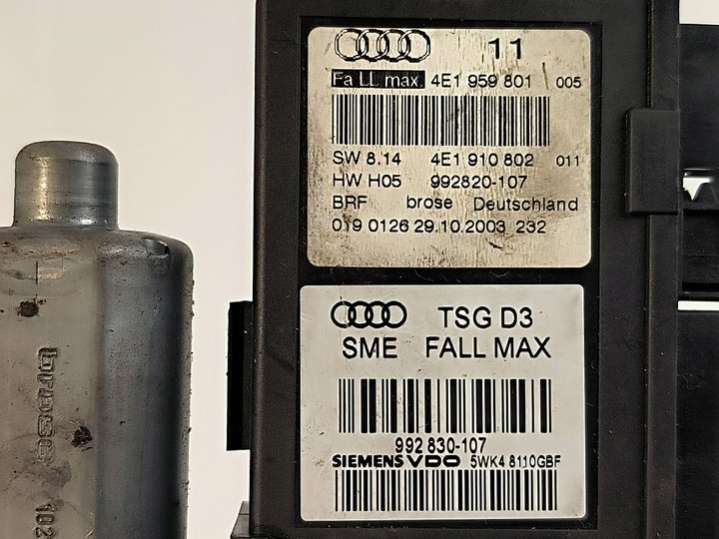 11
Fa LL max. 4E1 959 801 005
SW 8.14 4E1 910 802 011
HW H05 992820-107
BRF brose Deutschland
019 0126 29.10.2003 232
TSG D3
SME FALL MAX
992 830-107
SIEMENS VDO 5WK4 8110GBF
brose